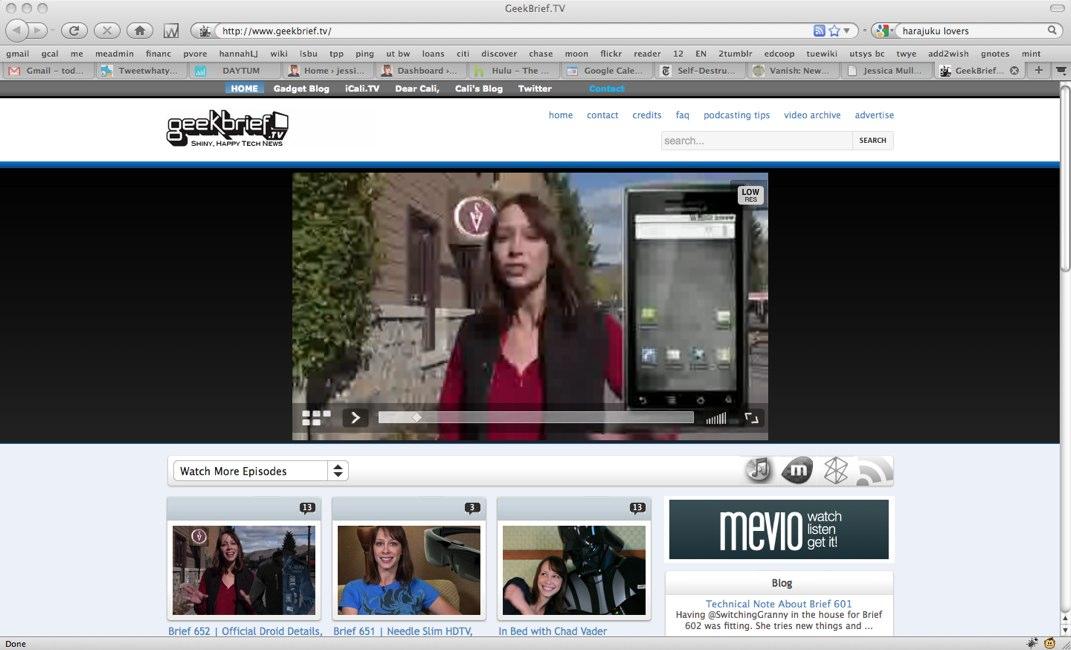 GeekBrief.TV
http://www.geekbrief.tv/
harajuku lovers
gmail gcal me meadmin financ pvore hannahLJ wiki lsbu tpp ping ut bw loans citi discover chase moon flickr reader 12 EN 2tumblr edcoop tuewiki utsys bc twye add2wish gnotes mint
Gmail – tod... Tweetwhaty... DAYTUM Home › jessi... Dashboard ›... Hulu – The ... Google Cale... Self-Destru... Vanish: New... Jessica Mull... GeekBrief...
HOME Gadget Blog iCali.TV Dear Cali, Cali's Blog Twitter Contact
geekbrief.TV
SHINY, HAPPY TECH NEWS
home contact credits faq podcasting tips video archive advertise
search... SEARCH
LOW
RES
Watch More Episodes
m
13 3 13
mevio watch
listen
get it!
Blog
Technical Note About Brief 601
Having @SwitchingGranny in the house for Brief
602 was fitting. She tries new things and ...
Brief 652 | Official Droid Details, Brief 651 | Needle Slim HDTV, In Bed with Chad Vader
Done